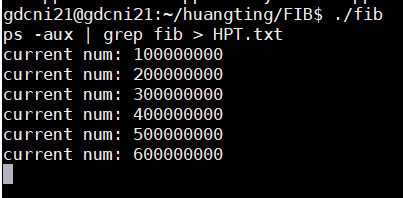 gdcni21@gdcni21:~/huangting/FIB$ ./fib
ps -aux | grep fib > HPT.txt
current num: 100000000
current num: 200000000
current num: 300000000
current num: 400000000
current num: 500000000
current num: 600000000